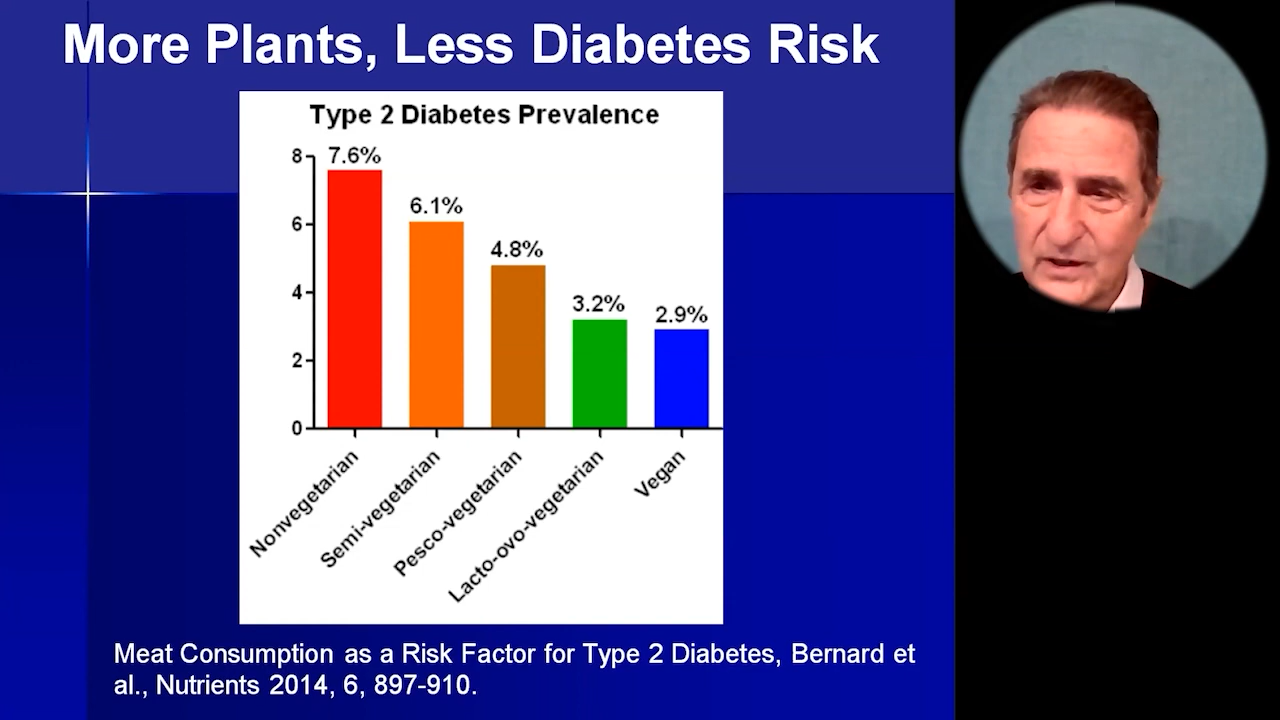 More Plants, Less Diabetes Risk
Type 2 Diabetes Prevalence
8
7.6%
6.1%
6
4.8%
4
3.2%
2.9%
2
0
Nonvegetarian
Semi-vegetarian
Pesco-vegetarian
Lacto-ovo-vegetarian
Vegan
Meat Consumption as a Risk Factor for Type 2 Diabetes, Bernard et
al., Nutrients 2014, 6, 897-910.